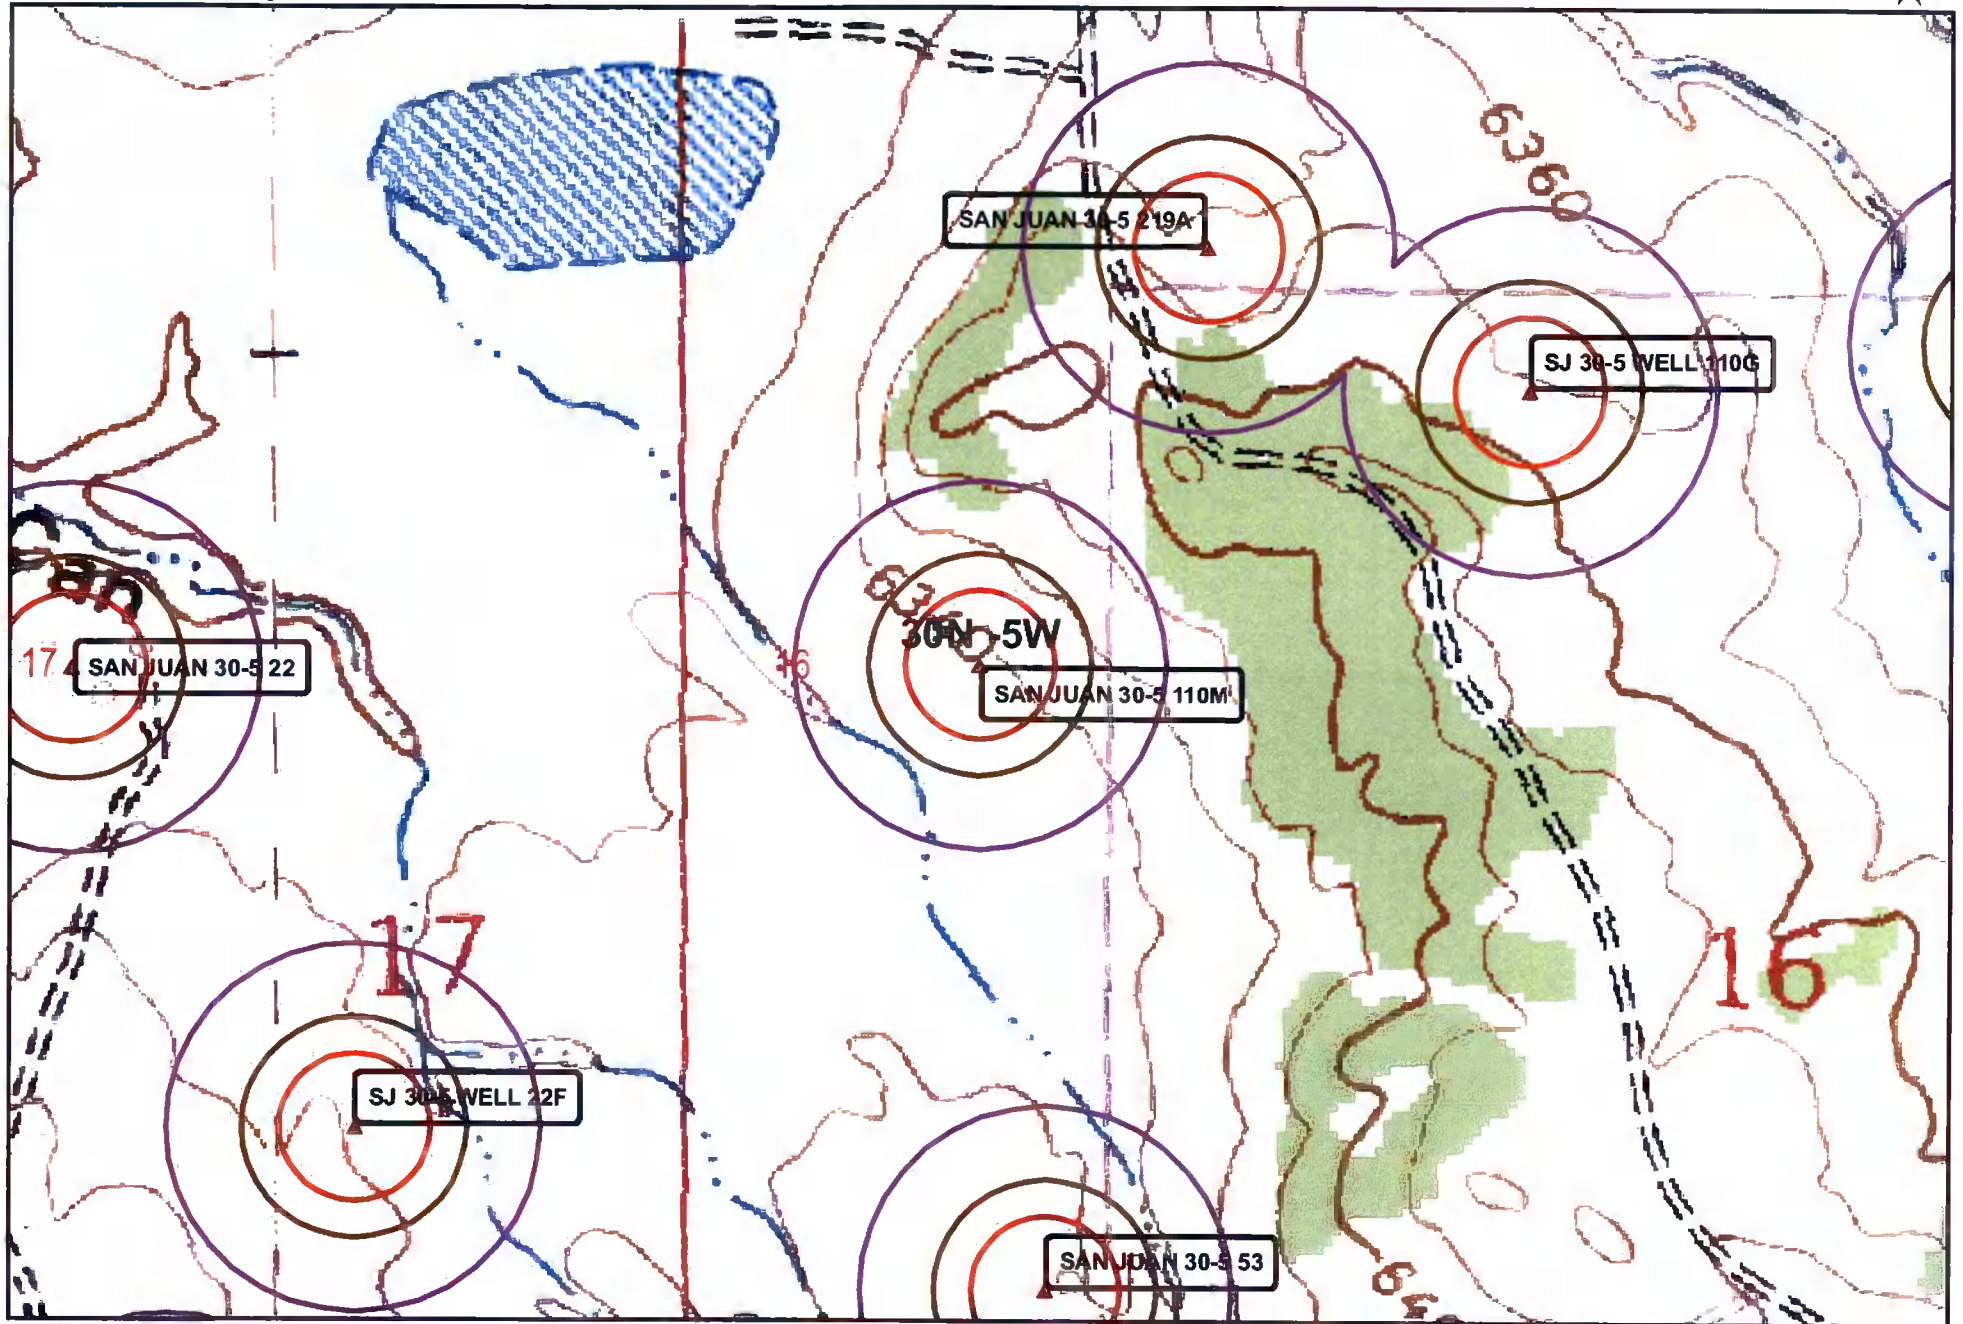 6360
SAN JUAN 30-5 219A
SJ 30-5 WELL 110G
30N -5W
17
SAN JUAN 30-5 22
16
SAN JUAN 30-5 110M
17
16
SJ 30-5 WELL 22F
SAN JUAN 30-5 53